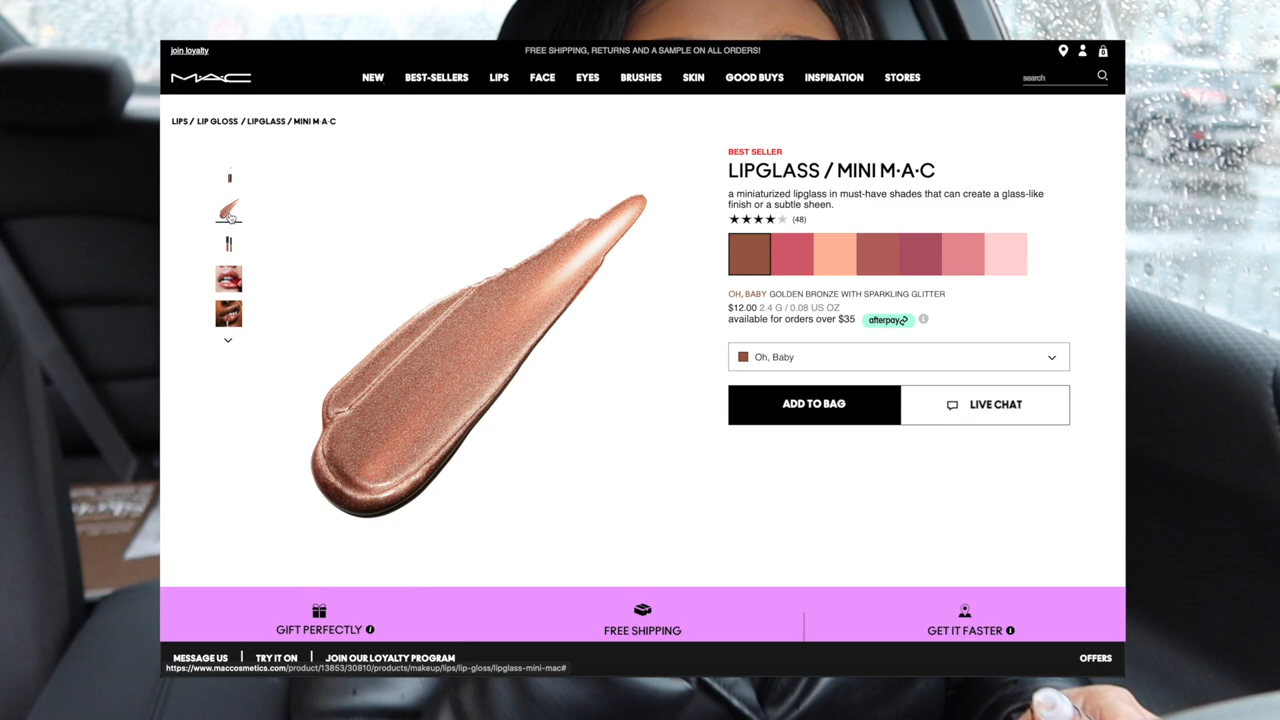 join loyalty
FREE SHIPPING, RETURNS AND A SAMPLE ON ALL ORDERS!
0
MAC
NEW BEST-SELLERS LIPS FACE EYES BRUSHES SKIN GOOD BUYS INSPIRATION STORES
search
LIPS / LIP GLOSS / LIPGLASS / MINI M·A·C
BEST SELLER
LIPGLASS / MINI M·A·C
a miniaturized lipglass in must-have shades that can create a glass-like
finish or a subtle sheen.
(48)
OH, BABY GOLDEN BRONZE WITH SPARKLING GLITTER
$12.00 2.4 G / 0.08 US OZ
available for orders over $35 afterpay
Oh, Baby
ADD TO BAG
LIVE CHAT
GIFT PERFECTLY
FREE SHIPPING
GET IT FASTER
MESSAGE US TRY IT ON JOIN OUR LOYALTY PROGRAM
OFFERS
https://www.maccosmetics.com/product/13853/30810/products/makeup/lips/lip-gloss/lipglass-mini-mac#